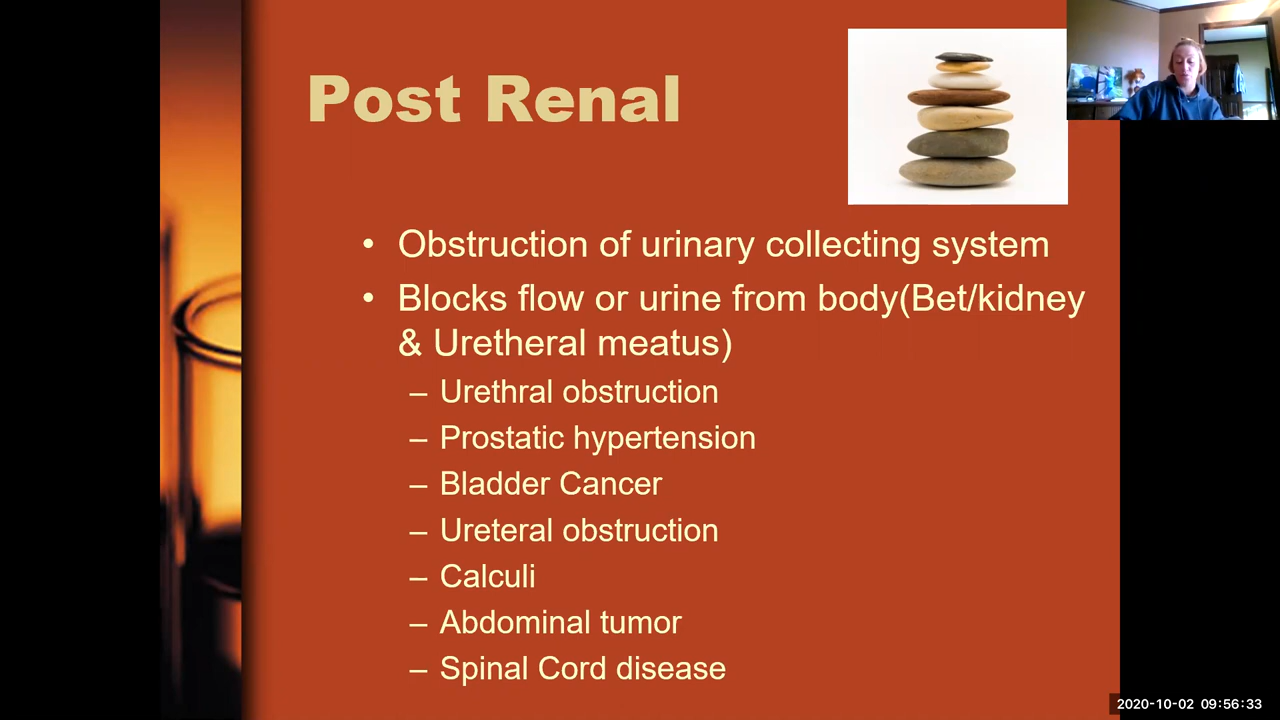 Post Renal
• Obstruction of urinary collecting system
• Blocks flow or urine from body(Bet/kidney
& Uretheral meatus)
– Urethral obstruction
– Prostatic hypertension
– Bladder Cancer
– Ureteral obstruction
– Calculi
– Abdominal tumor
– Spinal Cord disease
2020-10-02 09:56:33